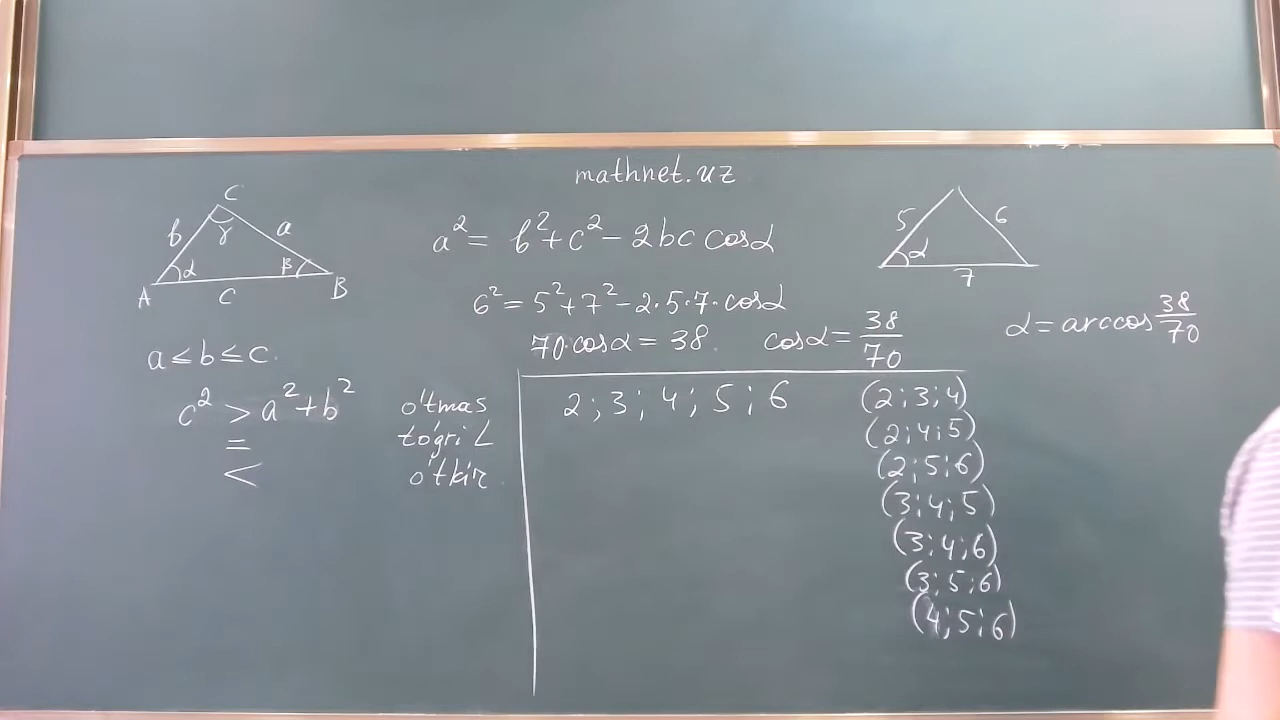 mathnet.uz
C
b
γ
a
α
β
A
c
B
a² = b² + c² - 2bc cosα
5
6
α
7
6² = 5² + 7² - 2·5·7·cosα
70·cosα = 38. cosα = 38/70
α = arccos 38/70
a ≤ b ≤ c.
c² > a² + b² o'tmas
= to'g'ri L
< o'tkir.
2; 3; 4; 5; 6
(2; 3; 4)
(2; 4; 5)
(2; 5; 6)
(3; 4; 5)
(3; 4; 6)
(3; 5; 6)
(4; 5; 6)